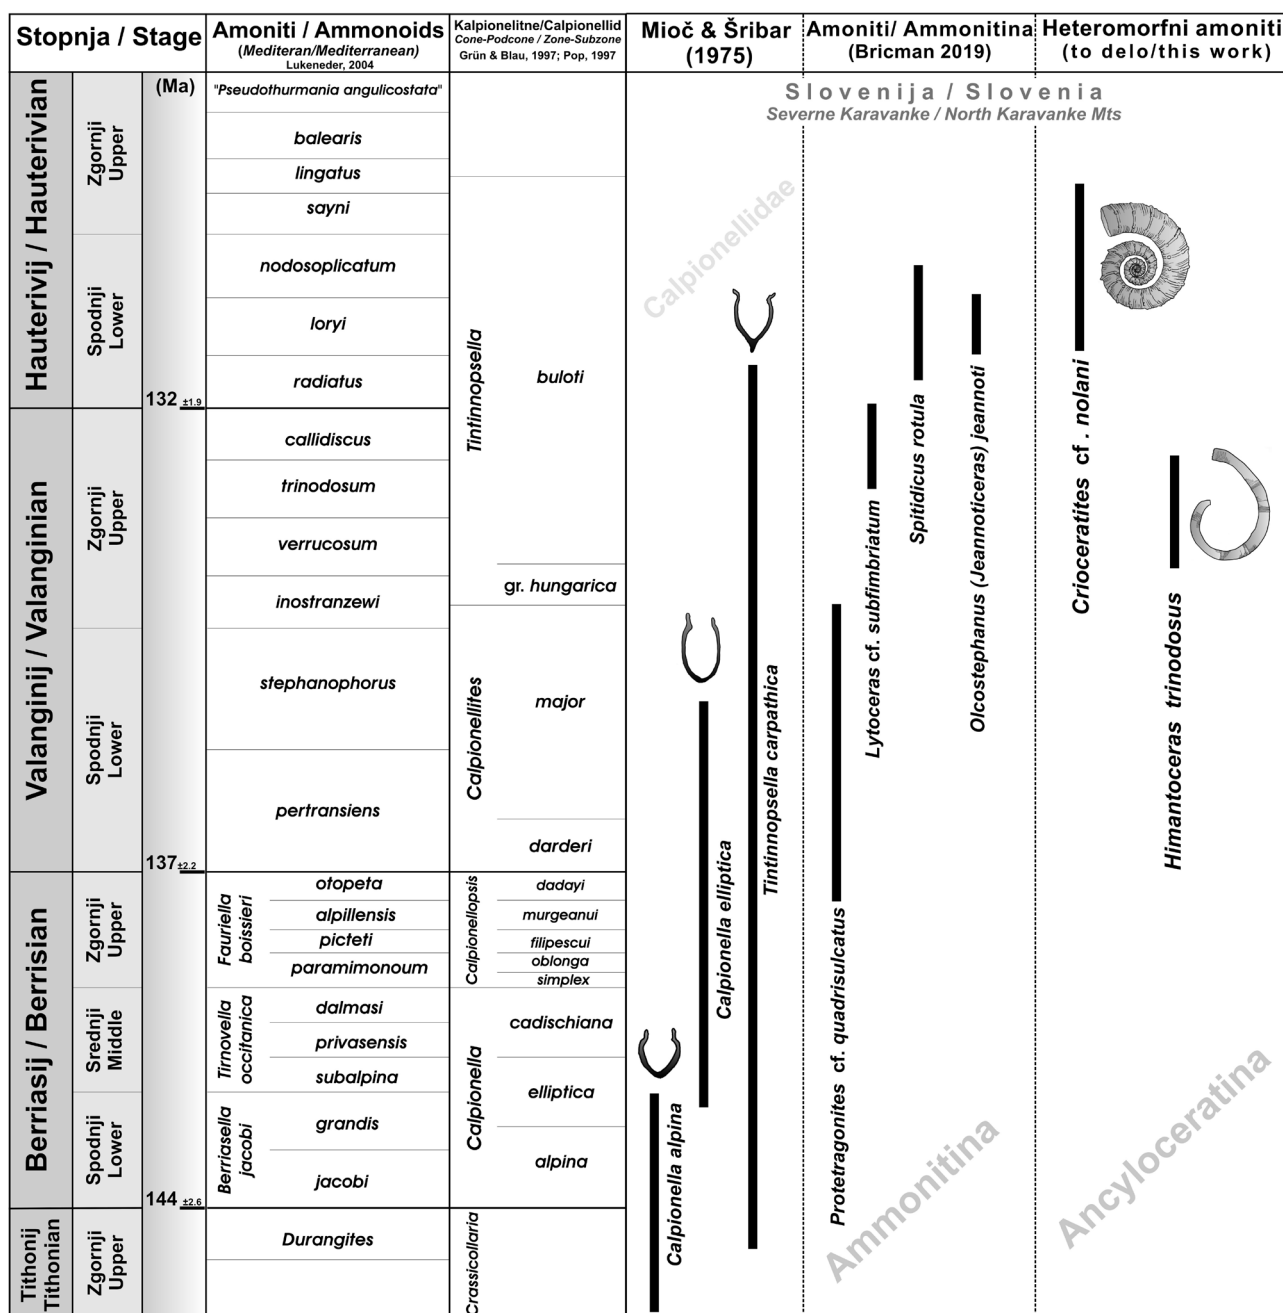 Stopnja / Stage
Amoniti / Ammonoids
(Mediteran/Mediterranean)
Lukeneder, 2004
Kalpionelitne/Calpionellid
Cone-Podcone / Zone-Subzone
Grün & Blau, 1997; Pop, 1997
Mioč & Šribar
(1975)
Amoniti/ Ammonitina
(Bricman 2019)
Heteromorfni amoniti
(to delo/this work)
Slovenija / Slovenia
Severne Karavanke / North Karavanke Mts
(Ma)
Hauterivij / Hauterivian
Zgornji
Upper
Spodnji
Lower
132 ±1.9
Valanginij / Valanginian
Zgornji
Upper
Spodnji
Lower
137 ±2.2
Berriasij / Berrisian
Zgornji
Upper
Srednji
Middle
Spodnji
Lower
144 ±2.6
Tithonij
Tithonian
Zgornji
Upper
"Pseudothurmania angulicostata"
balearis
lingatus
sayni
nodosoplicatum
loryi
radiatus
callidiscus
trinodosum
verrucosum
inostranzewi
stephanophorus
pertransiens
Fauriella
boissieri
otopeta
alpillensis
picteti
paramimonoum
Tirnovella
occitanica
dalmasi
privasensis
subalpina
Berriasella
jacobi
grandis
jacobi
Durangites
Tintinnopsella
buloti
gr. hungarica
Calpionellites
major
darderi
Calpionellopsis
dadayi
murgeanui
filipescui
oblonga
simplex
Calpionella
cadischiana
elliptica
alpina
Crassicollaria
Calpionellidae
Calpionella alpina
Calpionella elliptica
Tintinnopsella carpathica
Protetragonites cf. quadrisulcatus
Lytoceras cf. subfimbriatum
Spitidicus rotula
Olcostephanus (Jeannoticeras) jeannoti
Ammonitina
Crioceratites cf . nolani
Himantoceras trinodosus
Ancyloceratina